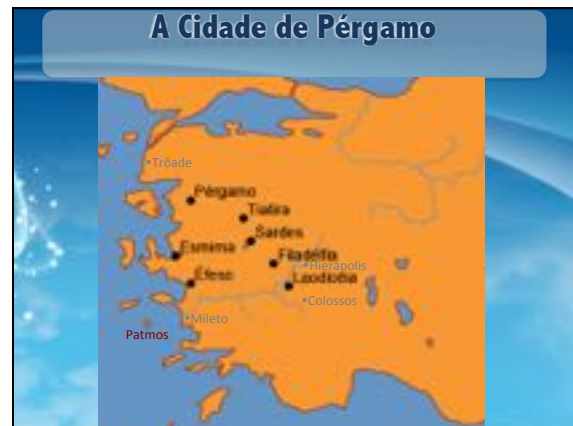 A Cidade de Pérgamo
•Trôade
Pérgamo
Tiatira
Sardes
Esmirna
Filadélfia
•Hierápolis
Éfeso
Laodicéia
•Colossos
•Mileto
Patmos